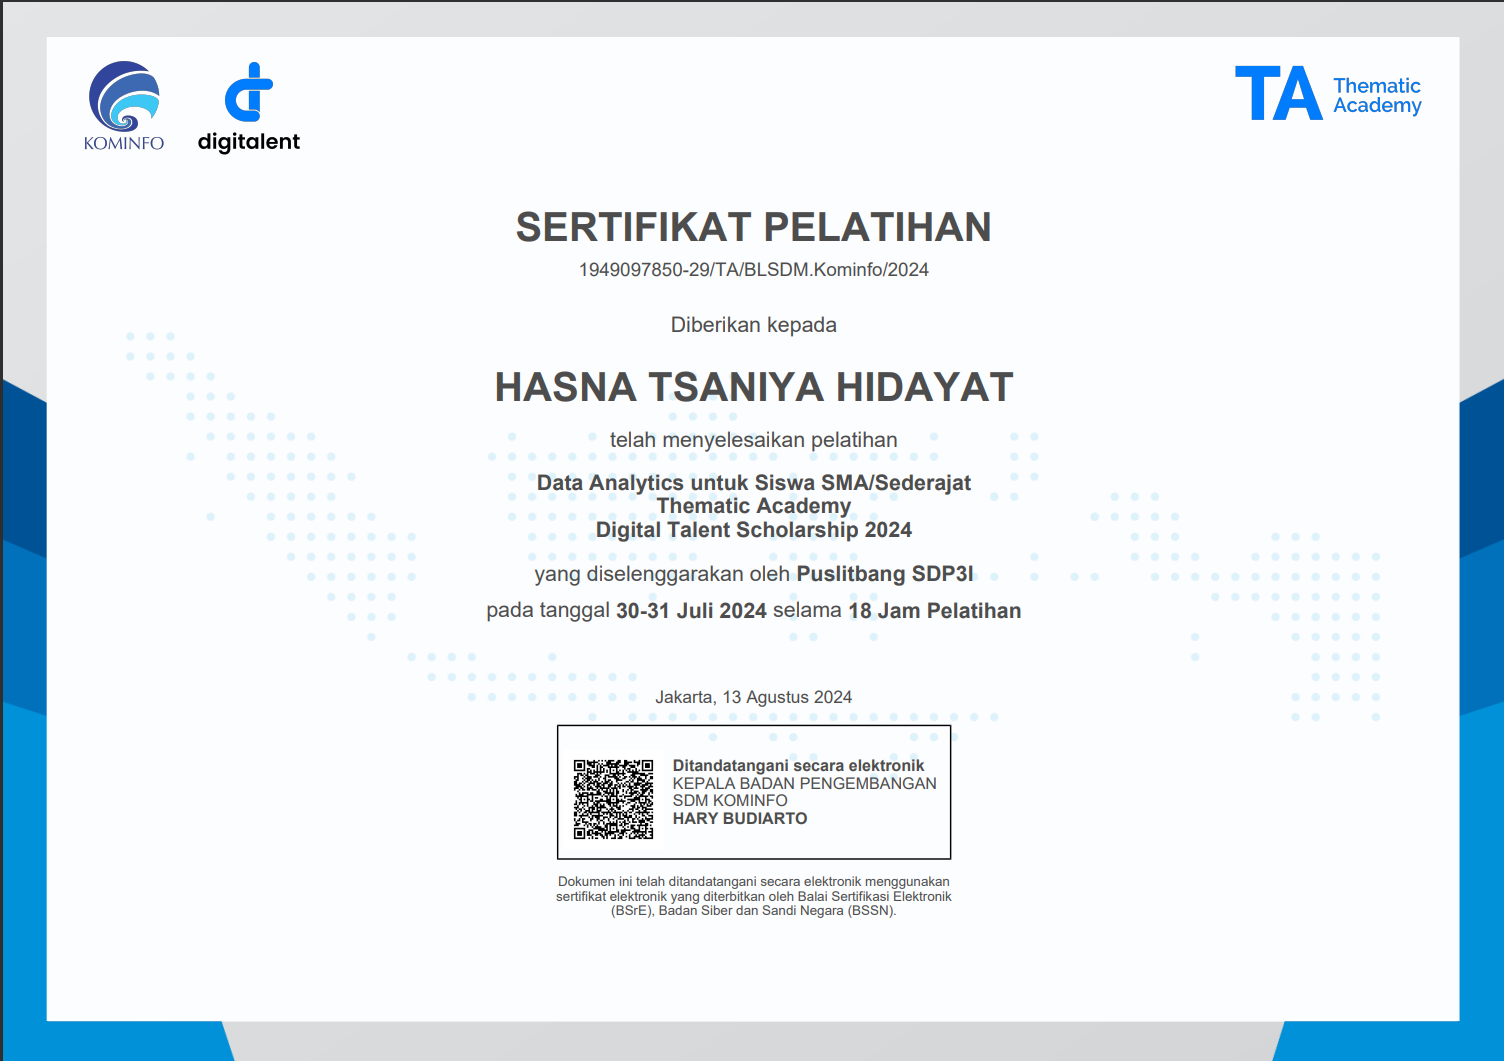 KOMINFO
digitalent
TA Thematic
Academy
SERTIFIKAT PELATIHAN
1949097850-29/TA/BLSDM.Kominfo/2024
Diberikan kepada
HASNA TSANIYA HIDAYAT
telah menyelesaikan pelatihan
Data Analytics untuk Siswa SMA/Sederajat
Thematic Academy
Digital Talent Scholarship 2024
yang diselenggarakan oleh Puslitbang SDP3I
pada tanggal 30-31 Juli 2024 selama 18 Jam Pelatihan
Jakarta, 13 Agustus 2024
Ditandatangani secara elektronik
KEPALA BADAN PENGEMBANGAN
SDM KOMINFO
HARY BUDIARTO
Dokumen ini telah ditandatangani secara elektronik menggunakan
sertifikat elektronik yang diterbitkan oleh Balai Sertifikasi Elektronik
(BSrE), Badan Siber dan Sandi Negara (BSSN).